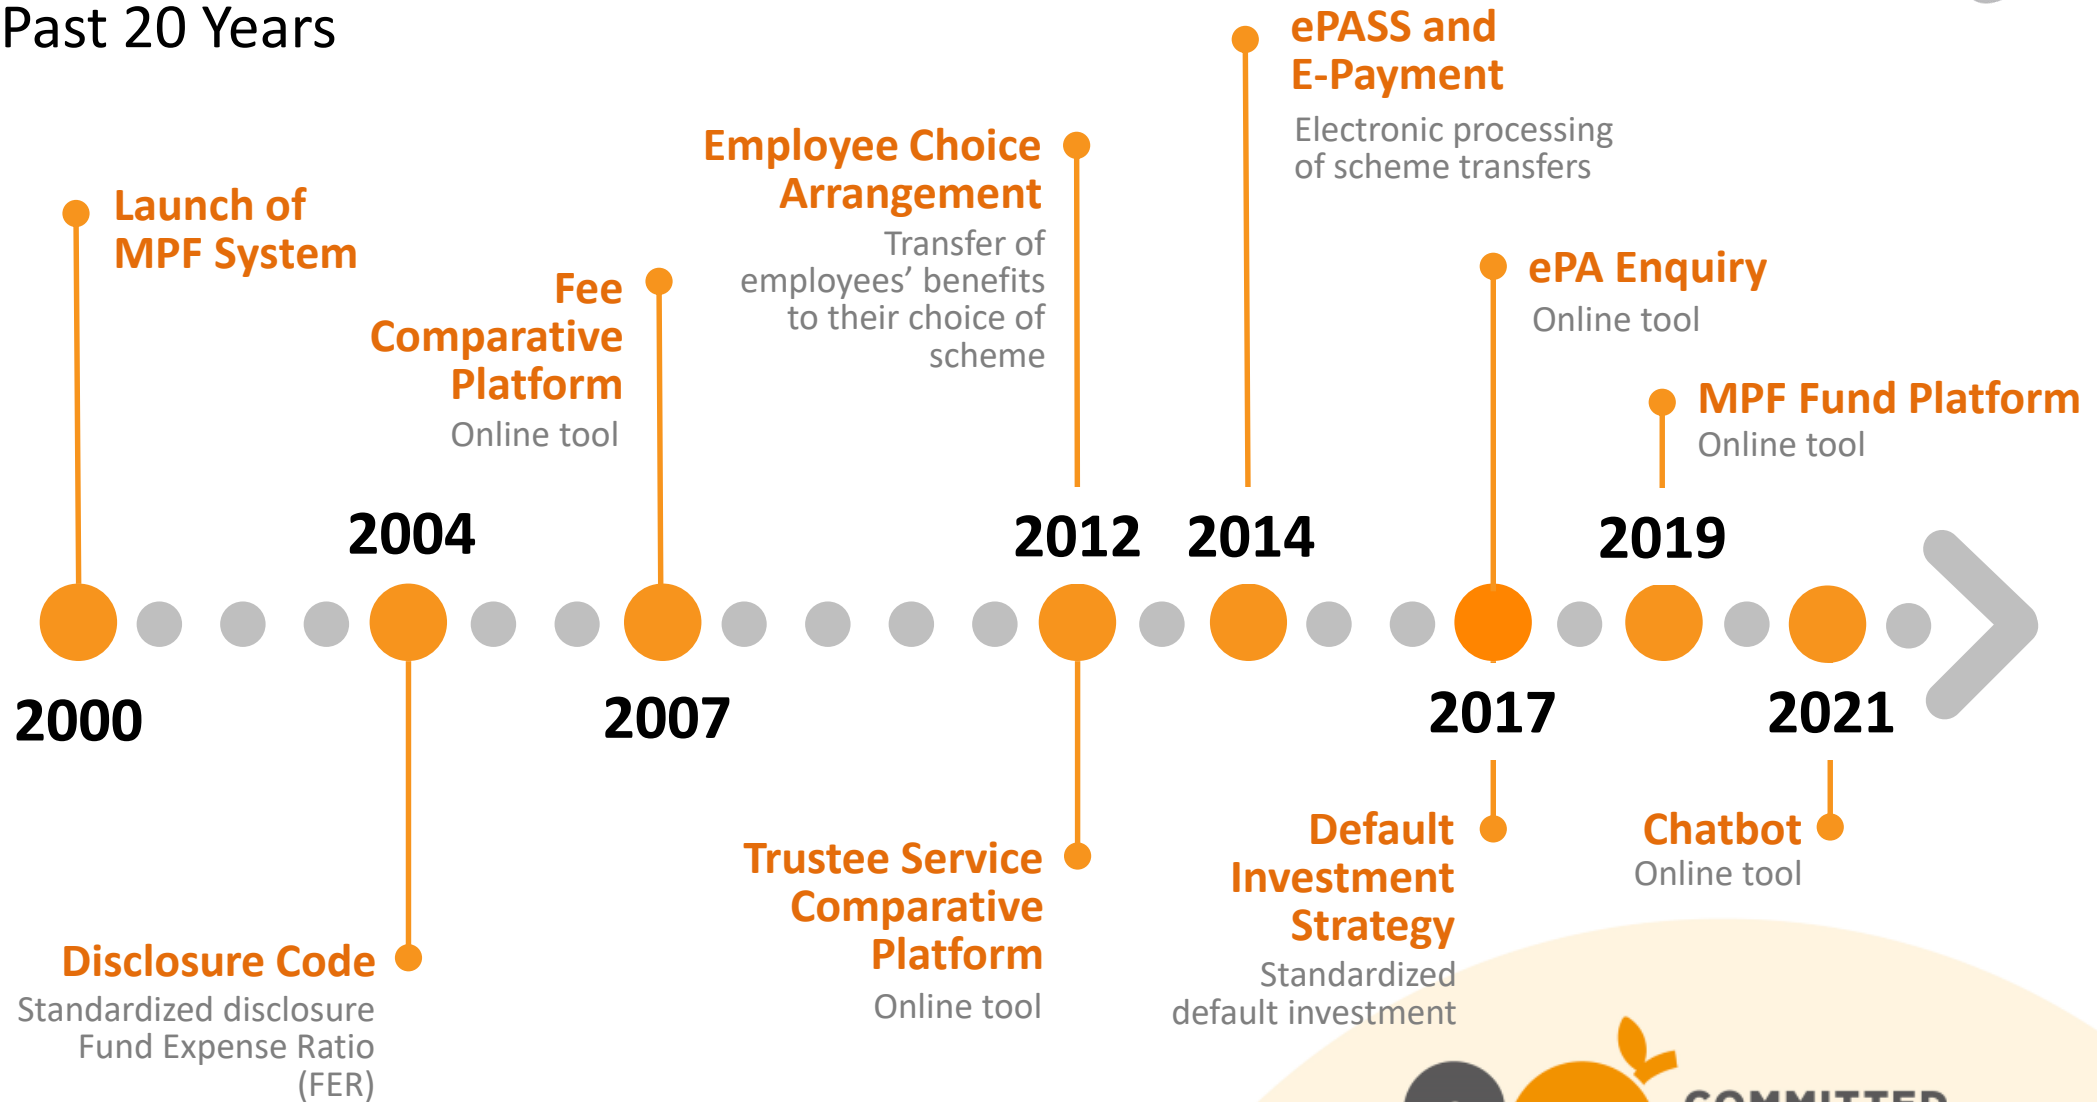 Past 20 Years
ePASS and
E-Payment
Electronic processing
of scheme transfers
Employee Choice
Arrangement
Transfer of
employees’ benefits
to their choice of
scheme
Launch of
MPF System
Fee
Comparative
Platform
Online tool
ePA Enquiry
Online tool
MPF Fund Platform
Online tool
2004
2012
2014
2019
2000
2007
2017
2021
Disclosure Code
Standardized disclosure
Fund Expense Ratio
(FER)
Trustee Service
Comparative
Platform
Online tool
Default
Investment
Strategy
Standardized
default investment
Chatbot
Online tool
COMMITTED